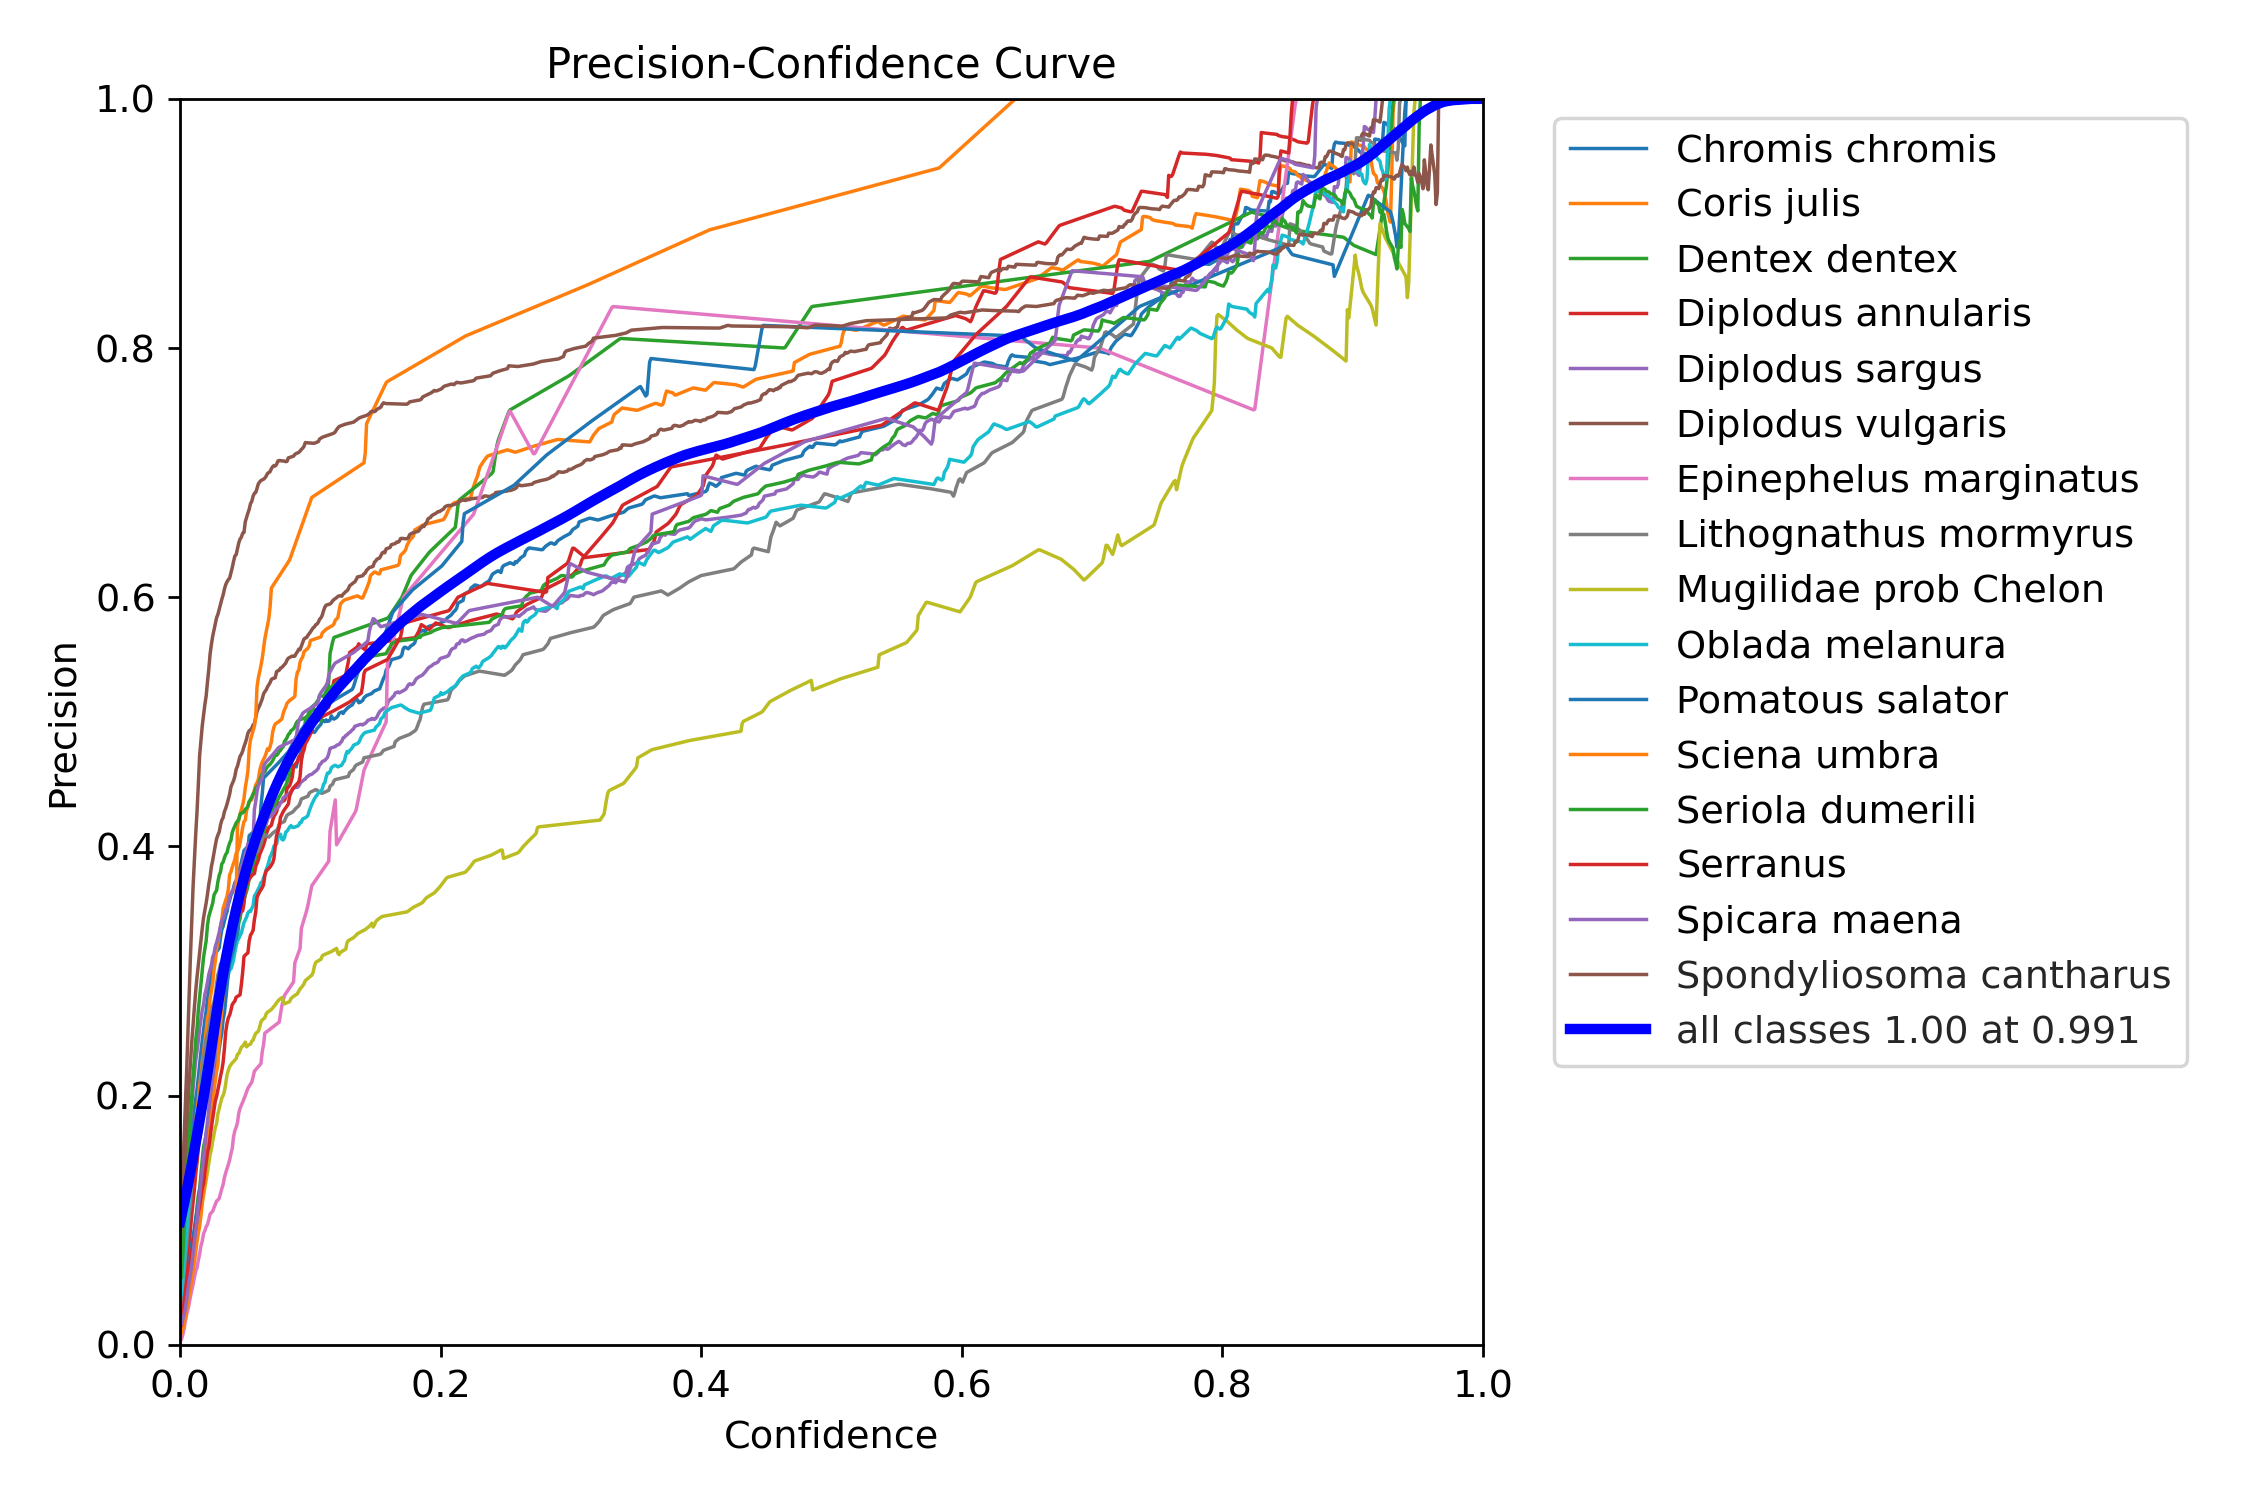 Precision-Confidence Curve
1.0
0.8
0.6
0.4
0.2
0.0
Precision
0.0 0.2 0.4 0.6 0.8 1.0
Confidence
Chromis chromis
Coris julis
Dentex dentex
Diplodus annularis
Diplodus sargus
Diplodus vulgaris
Epinephelus marginatus
Lithognathus mormyrus
Mugilidae prob Chelon
Oblada melanura
Pomatous salator
Sciena umbra
Seriola dumerili
Serranus
Spicara maena
Spondyliosoma cantharus
all classes 1.00 at 0.991